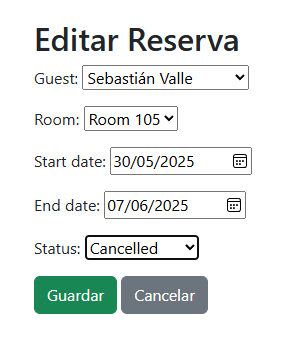 Editar Reserva
Guest: Sebastián Valle
Room: Room 105
Start date: 30/05/2025
End date: 07/06/2025
Status: Cancelled
Guardar Cancelar